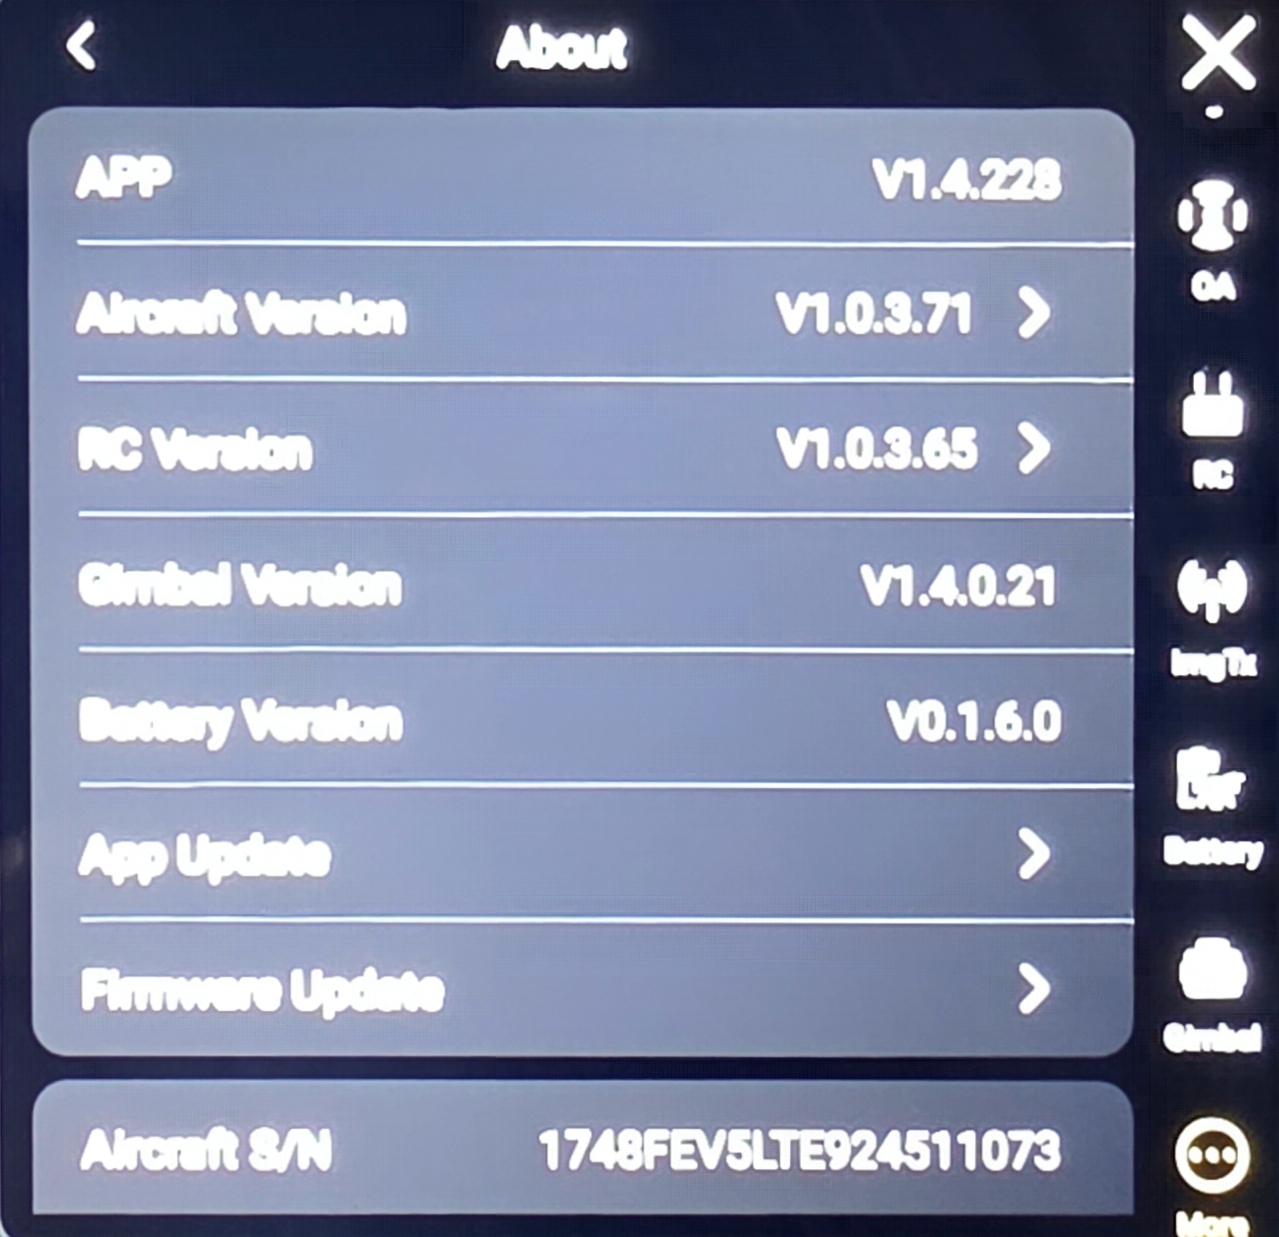 About
APP V1.4.228
Aircraft Version V1.0.3.71
RC Version V1.0.3.65
Gimbal Version V1.4.0.21
Battery Version V0.1.6.0
App Update
Firmware Update
Aircraft S/N 1748FEV5LTE924511073
OA
RC
ImgTx
Battery
Gimbal
More